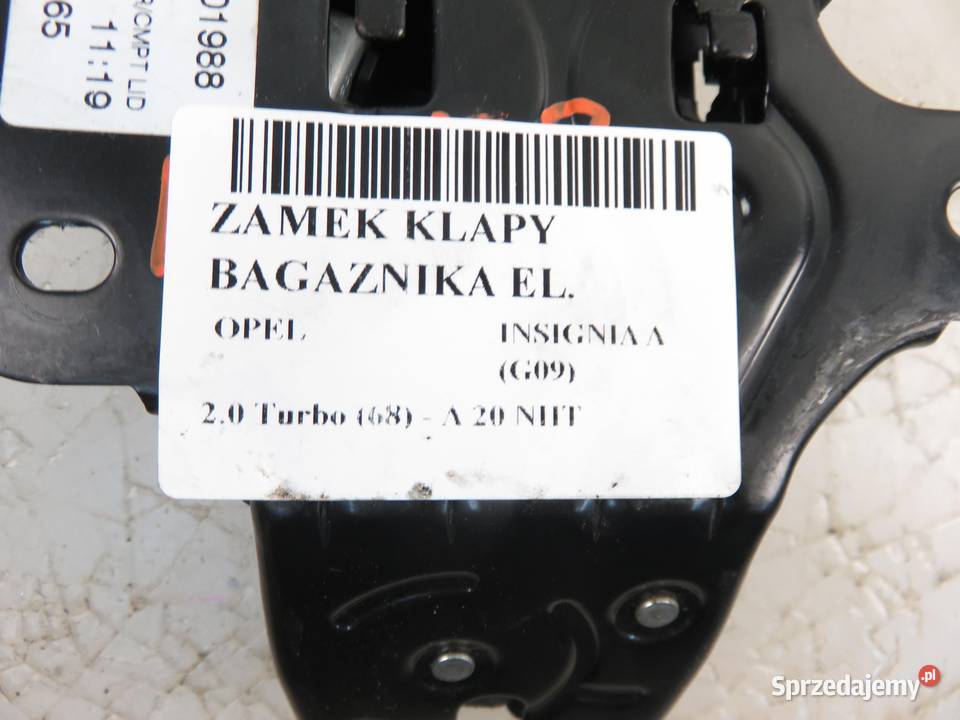 01988
R/CMPT LID
11:19
65
ZAMEK KLAPY
BAGAZNIKA EL.
OPEL INSIGNIA A
(G09)
2.0 Turbo (68) - A 20 NHT
Sprzedajemy.pl